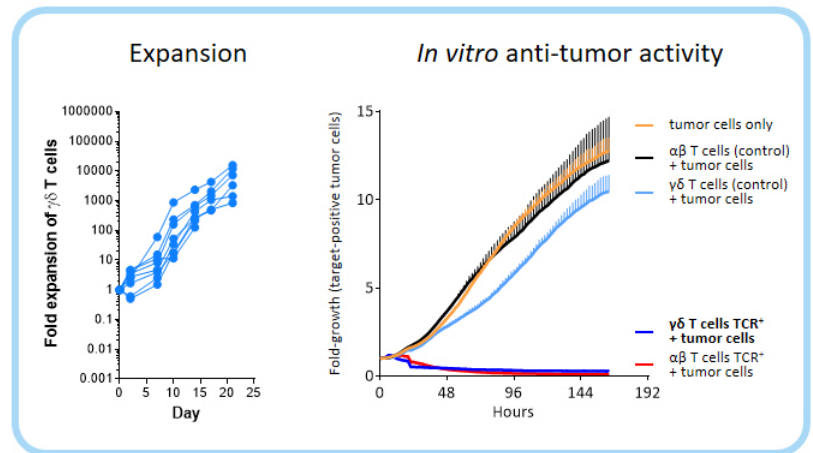 Expansion
In vitro anti-tumor activity
Fold expansion of γδ T cells
1000000
100000
10000
1000
100
10
1
0.1
0.01
0.001
0 5 10 15 20 25
Day
Fold-growth (target-positive tumor cells)
15
10
5
0
0 48 96 144 192
Hours
tumor cells only
αβ T cells (control)
+ tumor cells
γδ T cells (control)
+ tumor cells
γδ T cells TCR⁺
+ tumor cells
αβ T cells TCR⁺
+ tumor cells